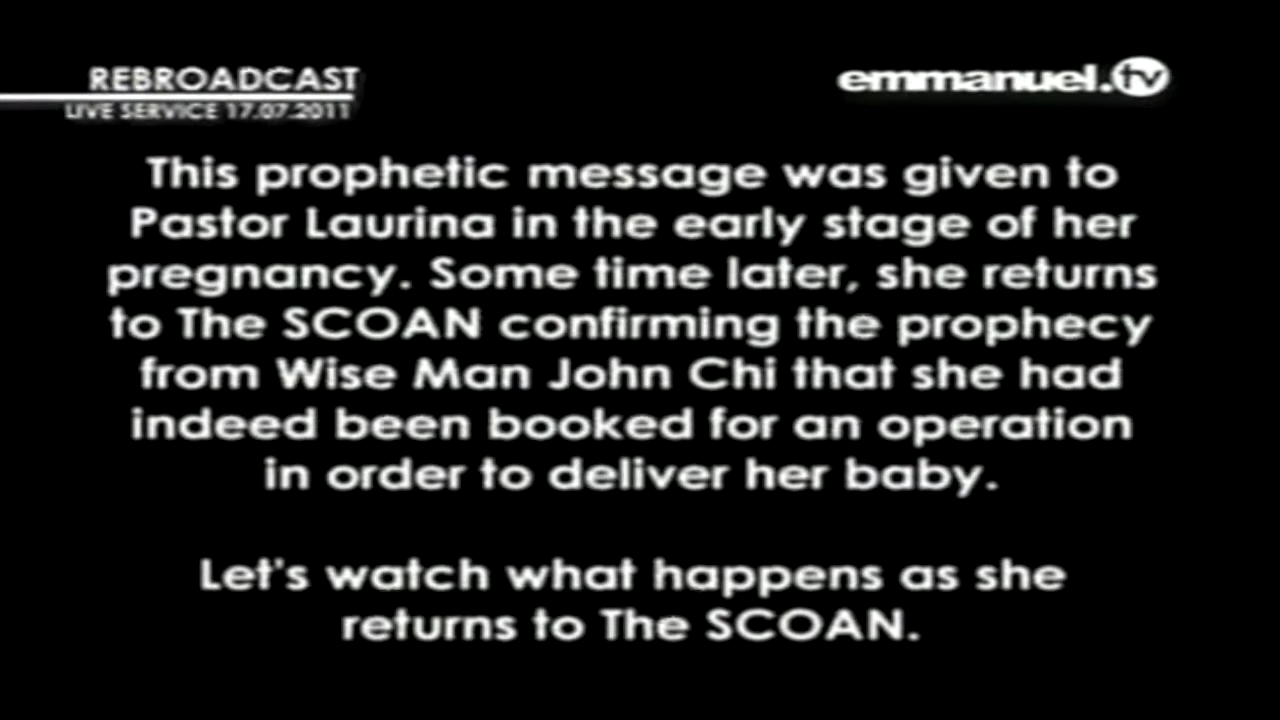 REBROADCAST
LIVE SERVICE 17.07.2011
emmanuel.tv
This prophetic message was given to
Pastor Laurina in the early stage of her
pregnancy. Some time later, she returns
to The SCOAN confirming the prophecy
from Wise Man John Chi that she had
indeed been booked for an operation
in order to deliver her baby.
Let's watch what happens as she
returns to The SCOAN.